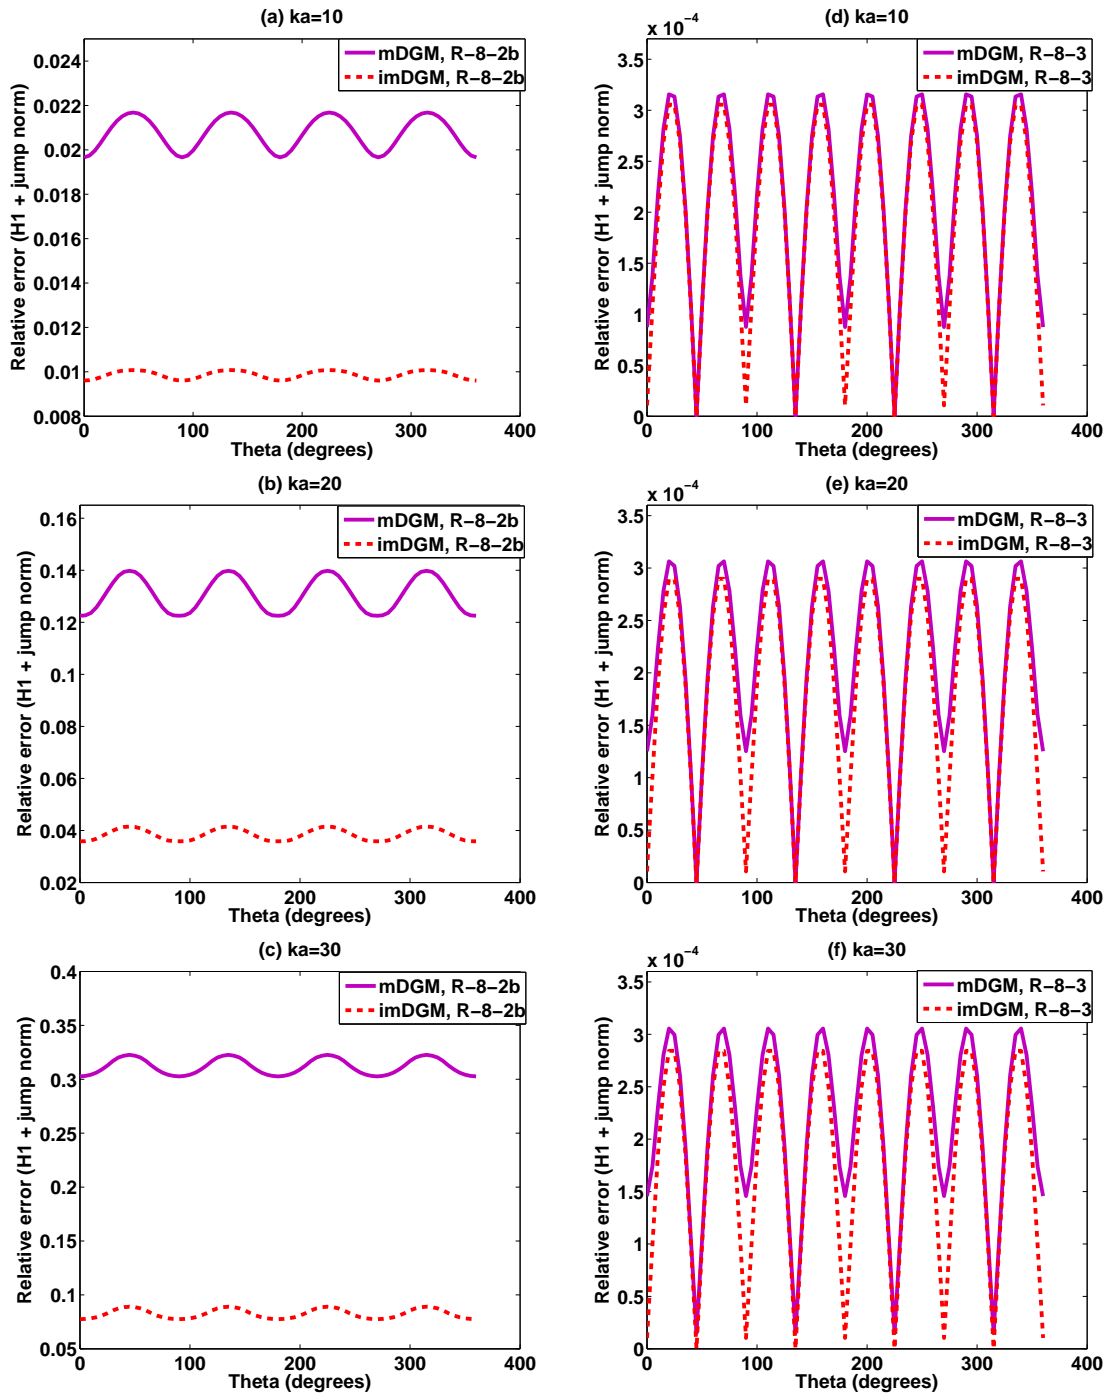 (a) ka=10
Relative error (H1 + jump norm)
0.024
0.022
0.02
0.018
0.016
0.014
0.012
0.01
0.008
0
100
200
300
400
Theta (degrees)
mDGM, R-8-2b
imDGM, R-8-2b
(d) ka=10
x 10−4
Relative error (H1 + jump norm)
3.5
3
2.5
2
1.5
1
0.5
0
0
100
200
300
400
Theta (degrees)
mDGM, R-8-3
imDGM, R-8-3
(b) ka=20
Relative error (H1 + jump norm)
0.16
0.14
0.12
0.1
0.08
0.06
0.04
0.02
0
100
200
300
400
Theta (degrees)
mDGM, R-8-2b
imDGM, R-8-2b
(e) ka=20
x 10−4
Relative error (H1 + jump norm)
3.5
3
2.5
2
1.5
1
0.5
0
0
100
200
300
400
Theta (degrees)
mDGM, R-8-3
imDGM, R-8-3
(c) ka=30
Relative error (H1 + jump norm)
0.4
0.35
0.3
0.25
0.2
0.15
0.1
0.05
0
100
200
300
400
Theta (degrees)
mDGM, R-8-2b
imDGM, R-8-2b
(f) ka=30
x 10−4
Relative error (H1 + jump norm)
3.5
3
2.5
2
1.5
1
0.5
0
0
100
200
300
400
Theta (degrees)
mDGM, R-8-3
imDGM, R-8-3